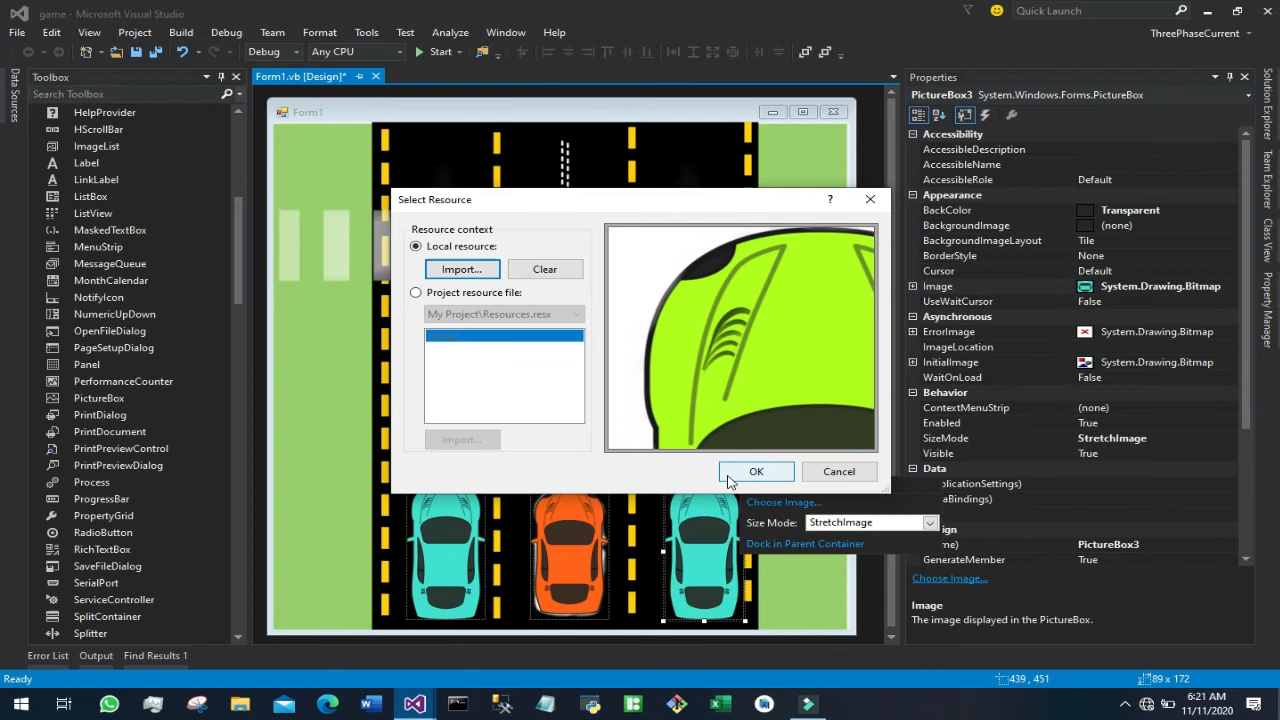 game - Microsoft Visual Studio
Quick Launch
File Edit View Project Build Debug Team Format Tools Test Analyze Window Help
ThreePhaseCurrent
Debug Any CPU Start
Data Sources
Toolbox
Search Toolbox
HelpProvider
HScrollBar
ImageList
Label
LinkLabel
ListBox
ListView
MaskedTextBox
MenuStrip
MessageQueue
MonthCalendar
NotifyIcon
NumericUpDown
OpenFileDialog
PageSetupDialog
Panel
PerformanceCounter
PictureBox
PrintDialog
PrintDocument
PrintPreviewControl
PrintPreviewDialog
Process
ProgressBar
PropertyGrid
RadioButton
RichTextBox
SaveFileDialog
SerialPort
ServiceController
SplitContainer
Splitter
Form1.vb [Design]*
Form1
Select Resource
?
Resource context
Local resource:
Import...
Clear
Project resource file:
My Project\Resources.resx
Import...
OK
Cancel
Choose Image...
Size Mode: StretchImage
Dock in Parent Container
Properties
PictureBox3 System.Windows.Forms.PictureBox
Accessibility
AccessibleDescription
AccessibleName
AccessibleRole Default
Appearance
BackColor Transparent
BackgroundImage (none)
BackgroundImageLayout Tile
BorderStyle None
Cursor Default
Image System.Drawing.Bitmap
UseWaitCursor False
Asynchronous
ErrorImage System.Drawing.Bitmap
ImageLocation
InitialImage System.Drawing.Bitmap
WaitOnLoad False
Behavior
ContextMenuStrip (none)
Enabled True
SizeMode StretchImage
Visible True
Data
plicationSettings)
aBindings)
ign
e) PictureBox3
GenerateMember True
Choose Image...
Image
The image displayed in the PictureBox.
Solution Explorer
Team Explorer
Class View
Property Manager
Error List Output Find Results 1
Ready
439 , 451
89 x 172
6:21 AM
11/11/2020